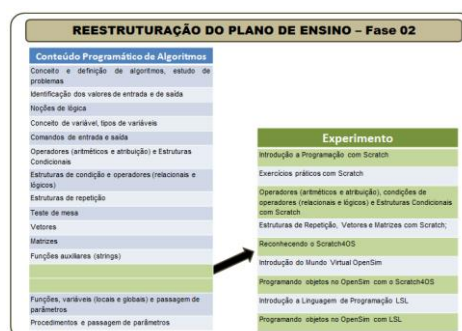 REESTRUTURAÇÃO DO PLANO DE ENSINO – Fase 02
Conteúdo Programático de Algoritmos
Conceito e definição de algoritmos, estudo de
problemas
Identificação dos valores de entrada e de saída
Noções de lógica
Conceito de variável, tipos de variáveis
Comandos de entrada e saída
Operadores (aritméticos e atribuição) e Estruturas
Condicionais
Estruturas de condição e operadores (relacionais e
lógicos)
Estruturas de repetição
Teste de mesa
Vetores
Matrizes
Funções auxiliares (strings)
Funções, variáveis (locais e globais) e passagem de
parâmetros
Procedimentos e passagem de parâmetros
Experimento
Introdução a Programação com Scratch
Exercícios práticos com Scratch
Operadores (aritméticos e atribuição), condições de
operadores (relacionais e lógicos) e Estruturas Condicionais
com Scratch
Estruturas de Repetição, Vetores e Matrizes com Scratch;
Reconhecendo o Scratch4OS
Introdução do Mundo Virtual OpenSim
Programando objetos no OpenSim com o Scratch4OS
Introdução a Linguagem de Programação LSL
Programando objetos no OpenSim com LSL